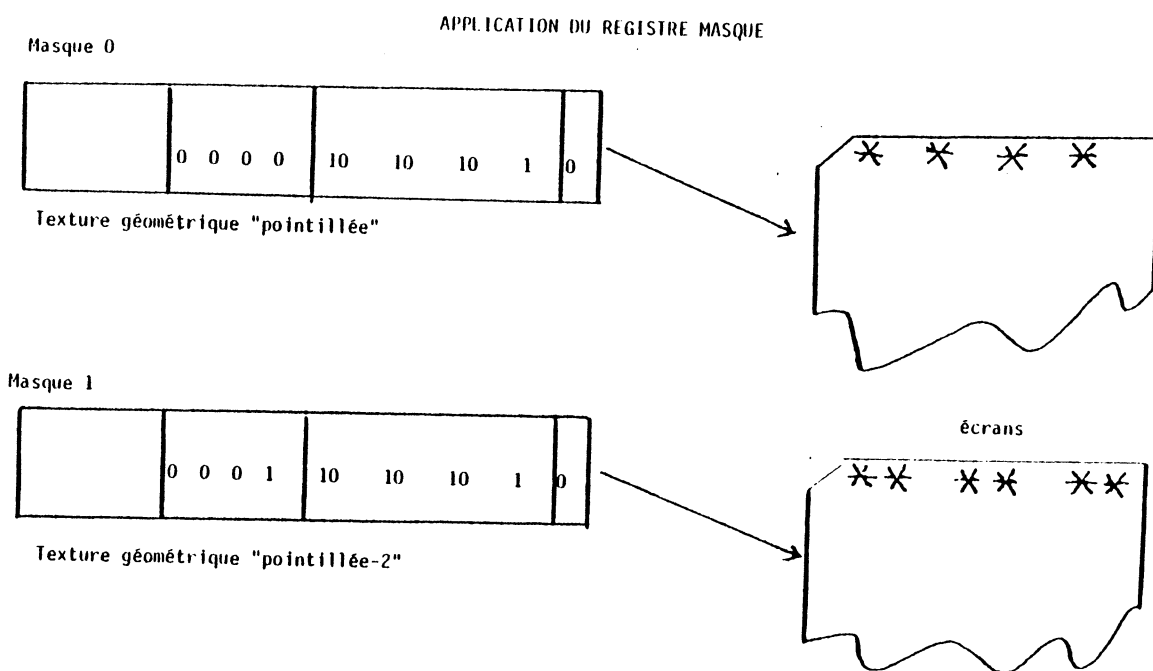 APPLICATION DU REGISTRE MASQUE
Masque 0
0 0 0 0 10 10 10 1 0
Texture géométrique "pointillée"
Masque 1
écrans
0 0 0 1 10 10 10 1 0
Texture géométrique "pointillée-2"